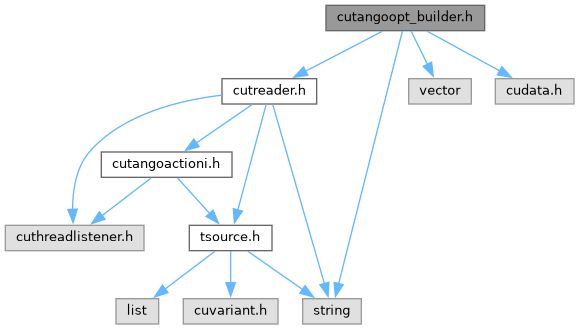 cutangoopt_builder.h
cutreader.h
vector
cudata.h
cutangoactioni.h
cuthreadlistener.h
tsource.h
list
cuvariant.h
string